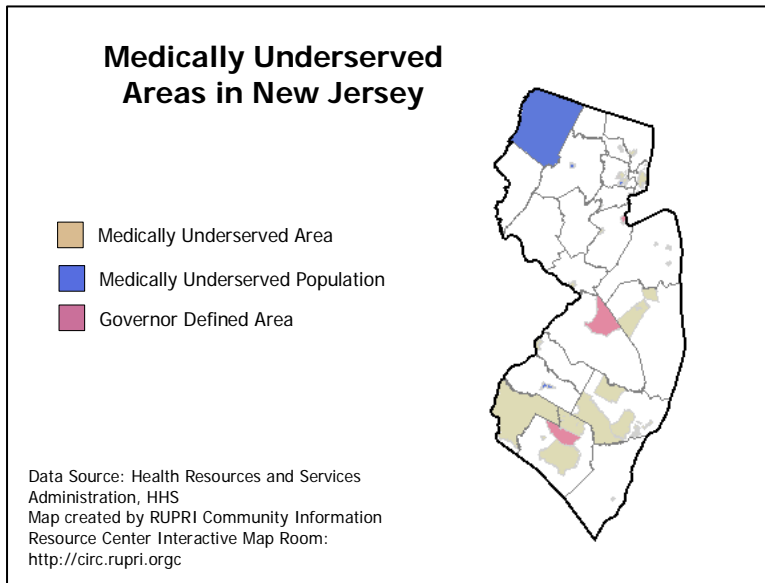 Medically Underserved
Areas in New Jersey
Medically Underserved Area
Medically Underserved Population
Governor Defined Area
Data Source: Health Resources and Services
Administration, HHS
Map created by RUPRI Community Information
Resource Center Interactive Map Room:
http://circ.rupri.orgc